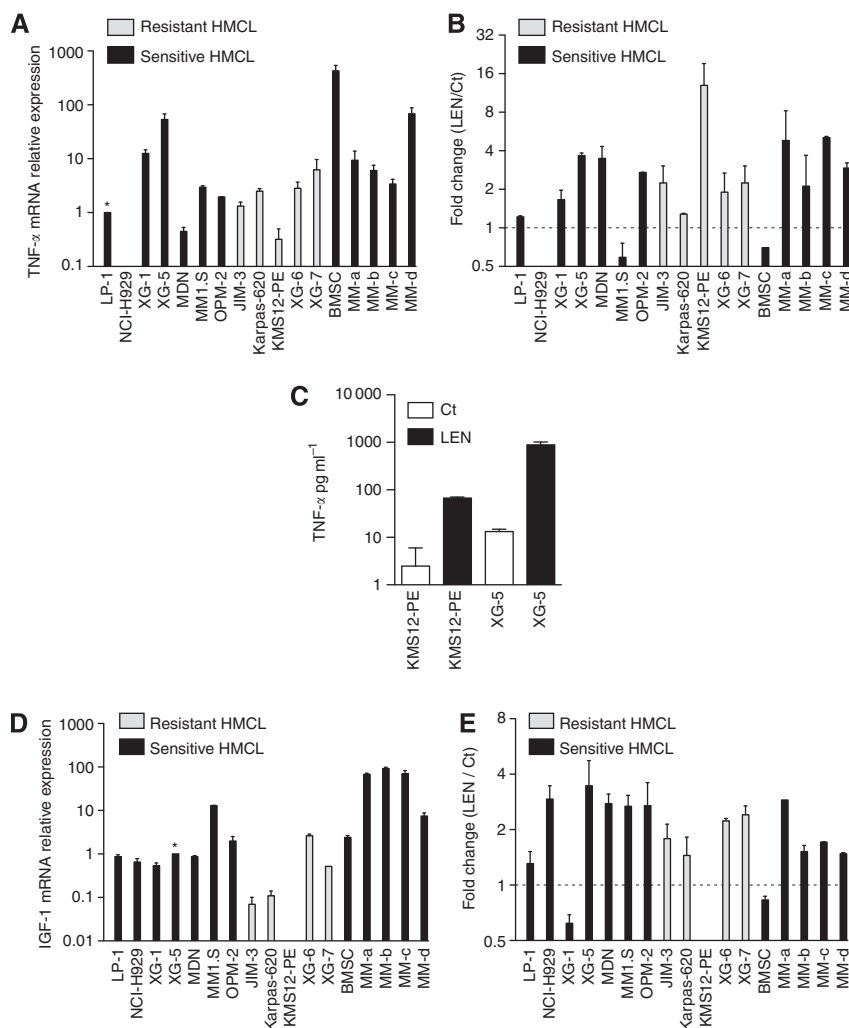 A
Resistant HMCL
Sensitive HMCL
TNF-α mRNA relative expression
1000
100
10
1
0.1
*
LP-1
NCI-H929
XG-1
XG-5
MDN
MM1.S
OPM-2
JIM-3
Karpas-620
KMS12-PE
XG-6
XG-7
BMSC
MM-a
MM-b
MM-c
MM-d
B
Resistant HMCL
Sensitive HMCL
Fold change (LEN/Ct)
32
16
8
4
2
1
0.5
LP-1
NCI-H929
XG-1
XG-5
MDN
MM1.S
OPM-2
JIM-3
Karpas-620
KMS12-PE
XG-6
XG-7
BMSC
MM-a
MM-b
MM-c
MM-d
C
Ct
LEN
TNF-α pg ml⁻¹
10 000
1000
100
10
1
KMS12-PE
KMS12-PE
XG-5
XG-5
D
Resistant HMCL
Sensitive HMCL
IGF-1 mRNA relative expression
1000
100
10
1
0.1
0.01
*
LP-1
NCI-H929
XG-1
XG-5
MDN
MM1.S
OPM-2
JIM-3
Karpas-620
KMS12-PE
XG-6
XG-7
BMSC
MM-a
MM-b
MM-c
MM-d
E
Resistant HMCL
Sensitive HMCL
Fold change (LEN / Ct)
8
4
2
1
0.5
LP-1
NCI-H929
XG-1
XG-5
MDN
MM1.S
OPM-2
JIM-3
Karpas-620
KMS12-PE
XG-6
XG-7
BMSC
MM-a
MM-b
MM-c
MM-d